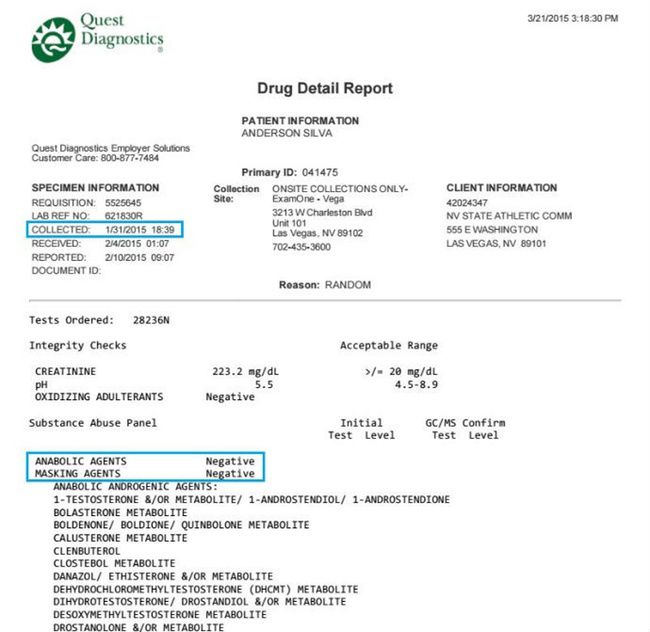 Quest
Diagnostics®
3/21/2015 3:18:30 PM
Drug Detail Report
PATIENT INFORMATION
ANDERSON SILVA
Quest Diagnostics Employer Solutions
Customer Care: 800-877-7484
Primary ID: 041475
SPECIMEN INFORMATION
REQUISITION: 5525645
LAB REF NO: 621830R
COLLECTED: 1/31/2015 18:39
RECEIVED: 2/4/2015 01:07
REPORTED: 2/10/2015 09:07
DOCUMENT ID:
Collection Site: ONSITE COLLECTIONS ONLY-
ExamOne - Vega
3213 W Charleston Blvd
Unit 101
Las Vegas, NV 89102
702-435-3600
CLIENT INFORMATION
42024347
NV STATE ATHLETIC COMM
555 E WASHINGTON
LAS VEGAS, NV 89101
Reason: RANDOM
Tests Ordered: 28236N
Integrity Checks Acceptable Range
CREATININE 223.2 mg/dL >/= 20 mg/dL
pH 5.5 4.5-8.9
OXIDIZING ADULTERANTS Negative
Substance Abuse Panel Initial GC/MS Confirm
Test Level Test Level
ANABOLIC AGENTS Negative
MASKING AGENTS Negative
ANABOLIC ANDROGENIC AGENTS:
1-TESTOSTERONE &/OR METABOLITE/ 1-ANDROSTENDIOL/ 1-ANDROSTENDIONE
BOLASTERONE METABOLITE
BOLDENONE/ BOLDIONE/ QUINBOLONE METABOLITE
CALUSTERONE METABOLITE
CLENBUTEROL
CLOSTEBOL METABOLITE
DANAZOL/ ETHISTERONE &/OR METABOLITE
DEHYDROCHLOROMETHYLTESTOSTERONE (DHCMT) METABOLITE
DIHYDROTESTOSTERONE/ DROSTANDIOL &/OR METABOLITE
DESOXYMETHYLTESTOSTERONE METABOLITE
DROSTANOLONE &/OR METABOLITE